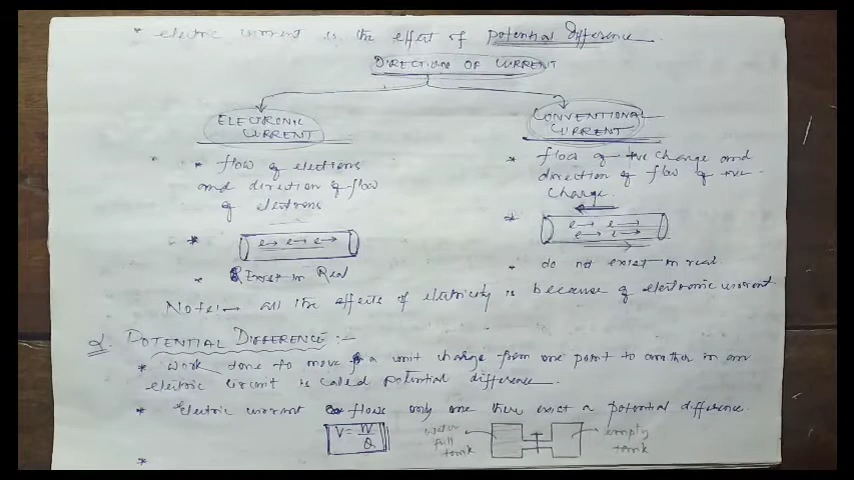 * electric current is the effect of potential difference
DIRECTION OF CURRENT
ELECTRONIC
CURRENT
* flow of electrons
and direction of flow
of electrons
* e→ e→ e→
* Exist in Real
CONVENTIONAL
CURRENT
* flow of +ve charge and
direction of flow of +ve
charge.
* e→ e→
e→ e→
* do not exist in real
Note:→ all the effects of electricity is because of electronic current.
2. POTENTIAL DIFFERENCE :-
* Work done to move a unit charge from one point to another in an
electric circuit is called potential difference.
* Electric current flows only one there exist a potential difference.
V = W/Q
water
full
tank
empty
tank
*